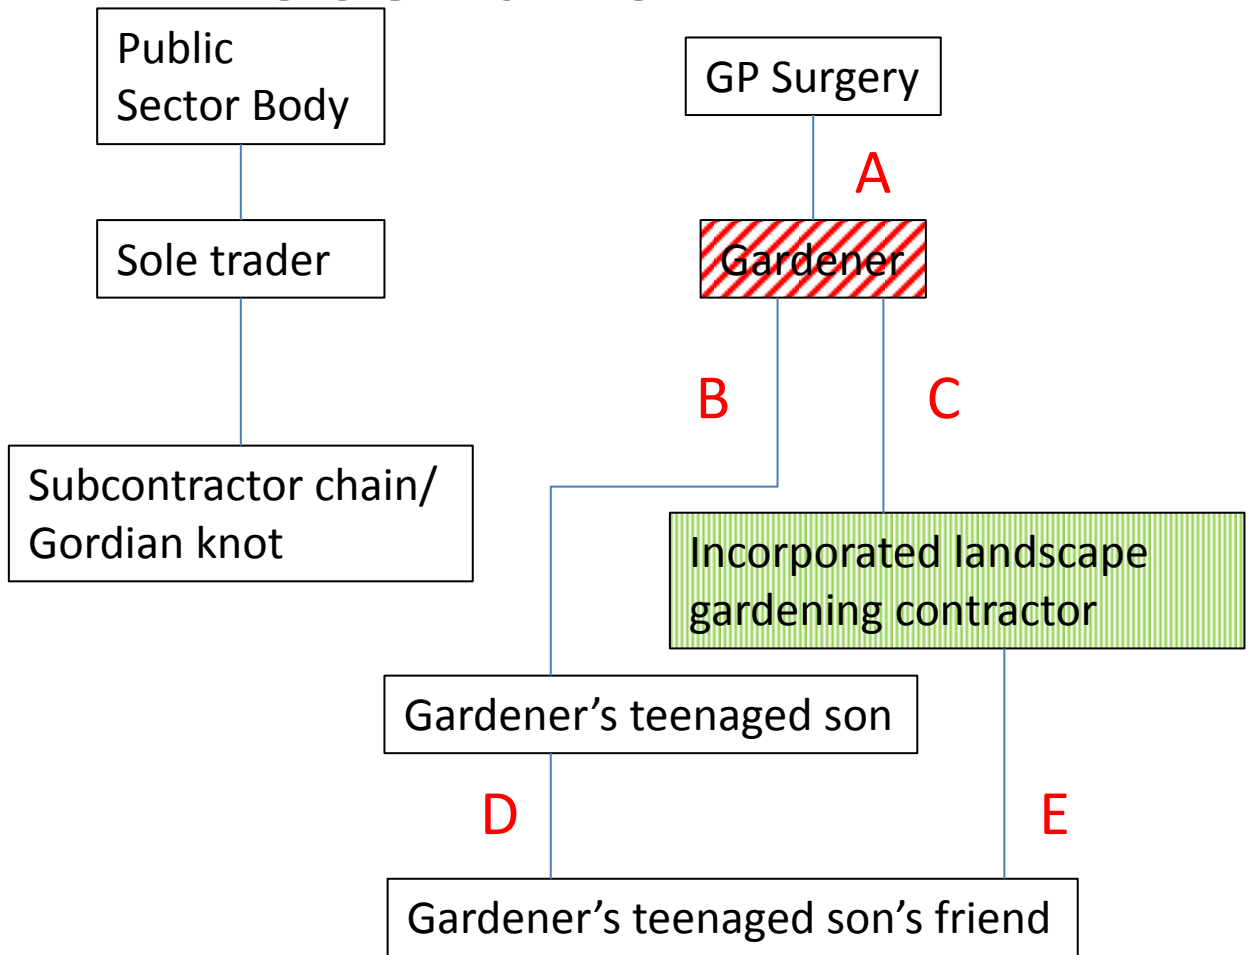 Public
Sector Body
GP Surgery
A
Sole trader
Gardener
B
C
Subcontractor chain/
Gordian knot
Incorporated landscape
gardening contractor
Gardener’s teenaged son
D
E
Gardener’s teenaged son’s friend